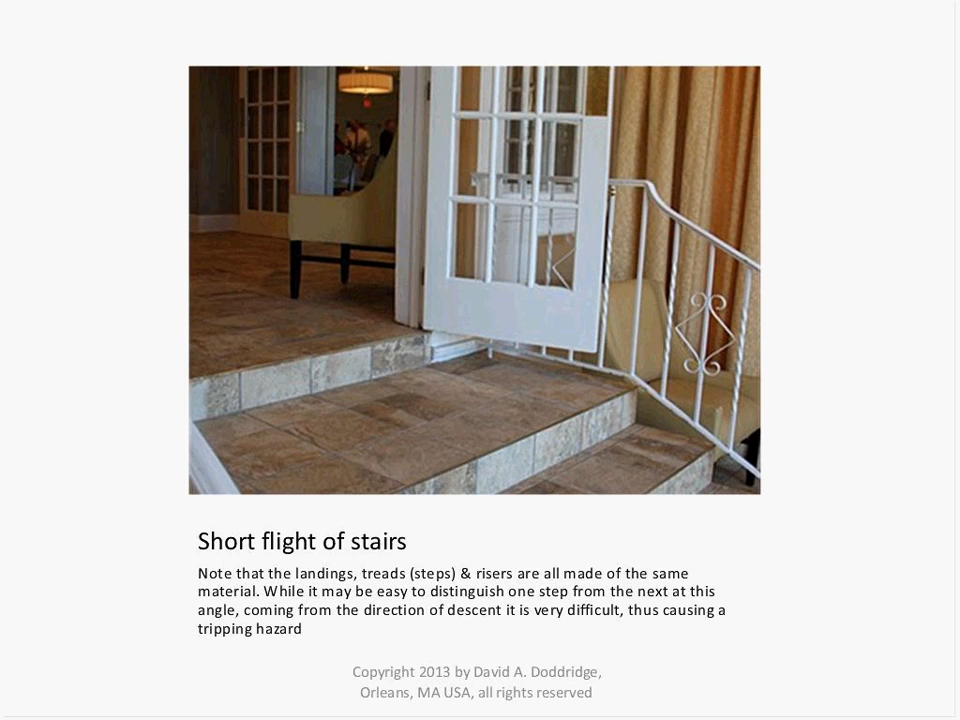 Short flight of stairs
Note that the landings, treads (steps) & risers are all made of the same
material. While it may be easy to distinguish one step from the next at this
angle, coming from the direction of descent it is very difficult, thus causing a
tripping hazard
Copyright 2013 by David A. Doddridge,
Orleans, MA USA, all rights reserved